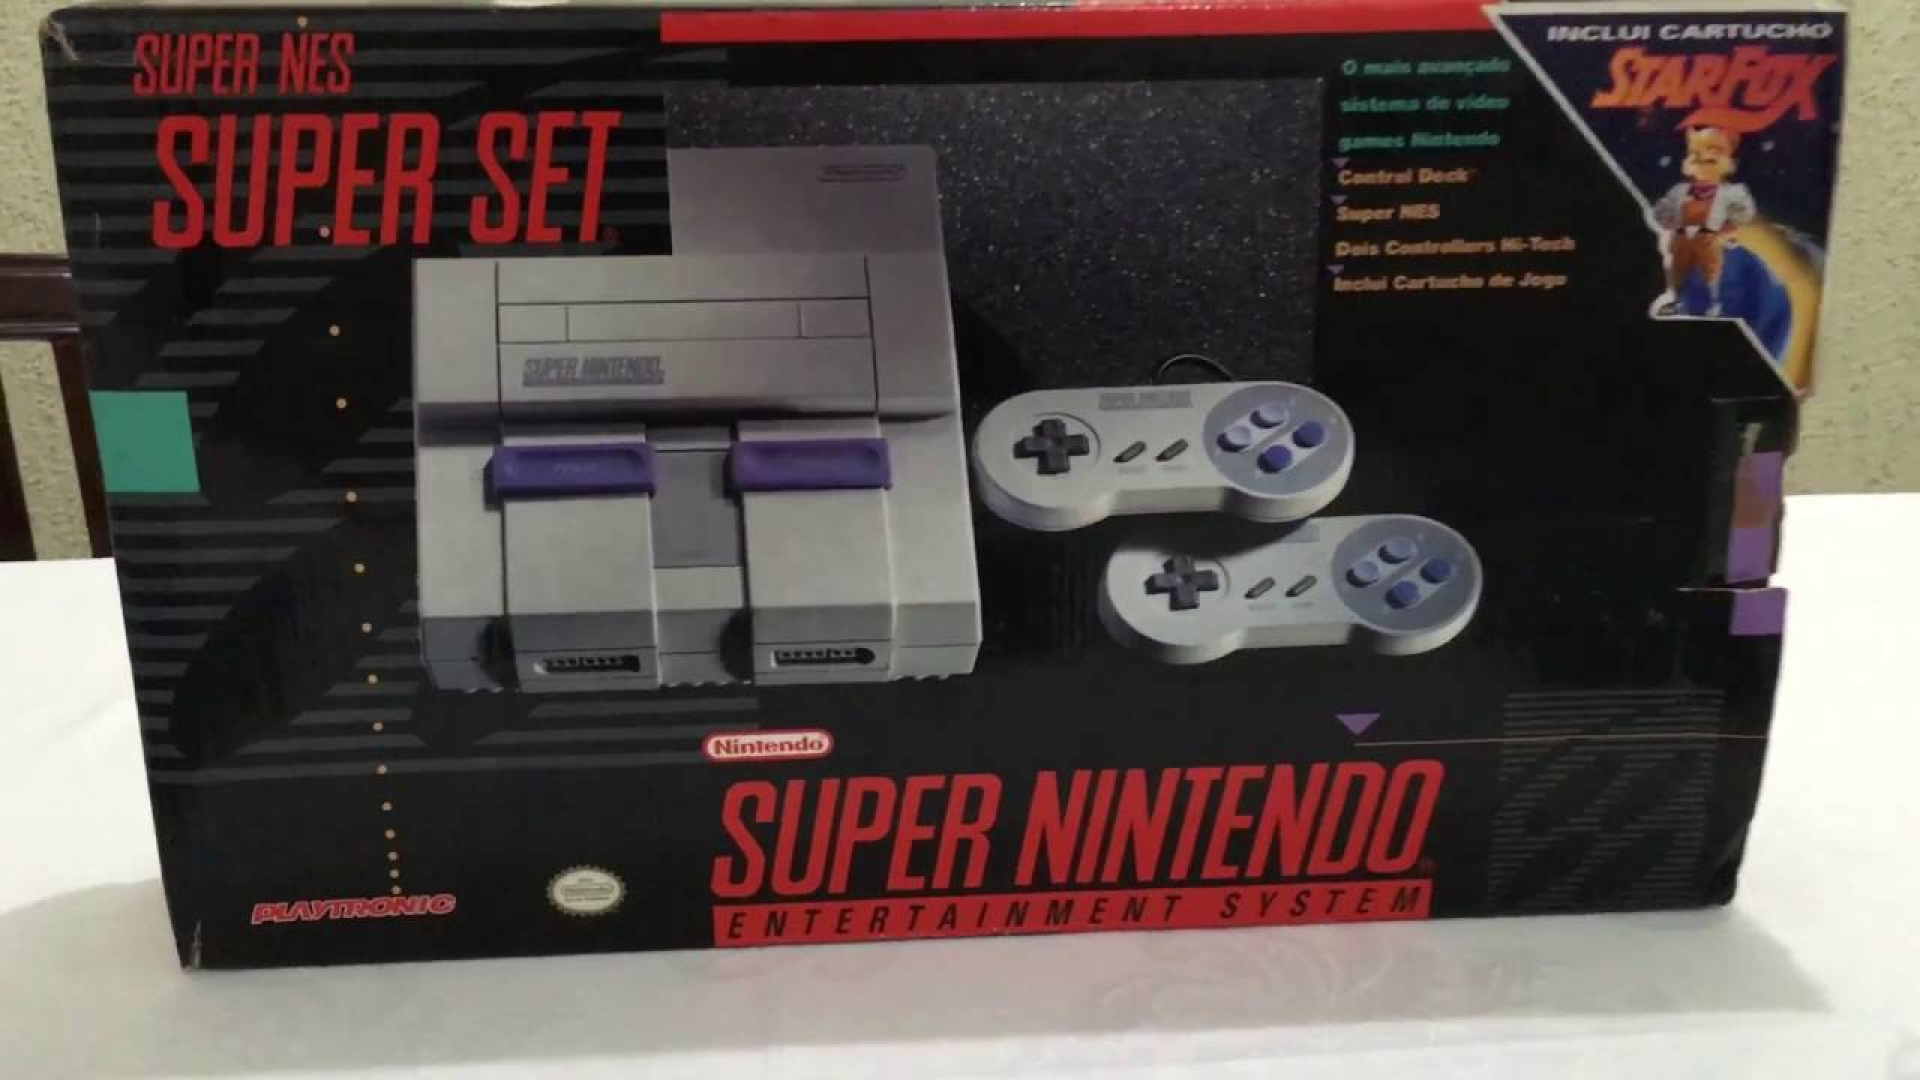 SUPER NES
SUPER SET
INCLUI CARTUCHO
STARFOX
O mais avançado
sistema de vídeo
games Nintendo
Control Deck
Super NES
Dois Controllers Hi-Tech
Inclui Cartucho de Jogo
SUPER NINTENDO
Nintendo
SUPER NINTENDO
ENTERTAINMENT SYSTEM
PLAYTRONIC
Nintendo